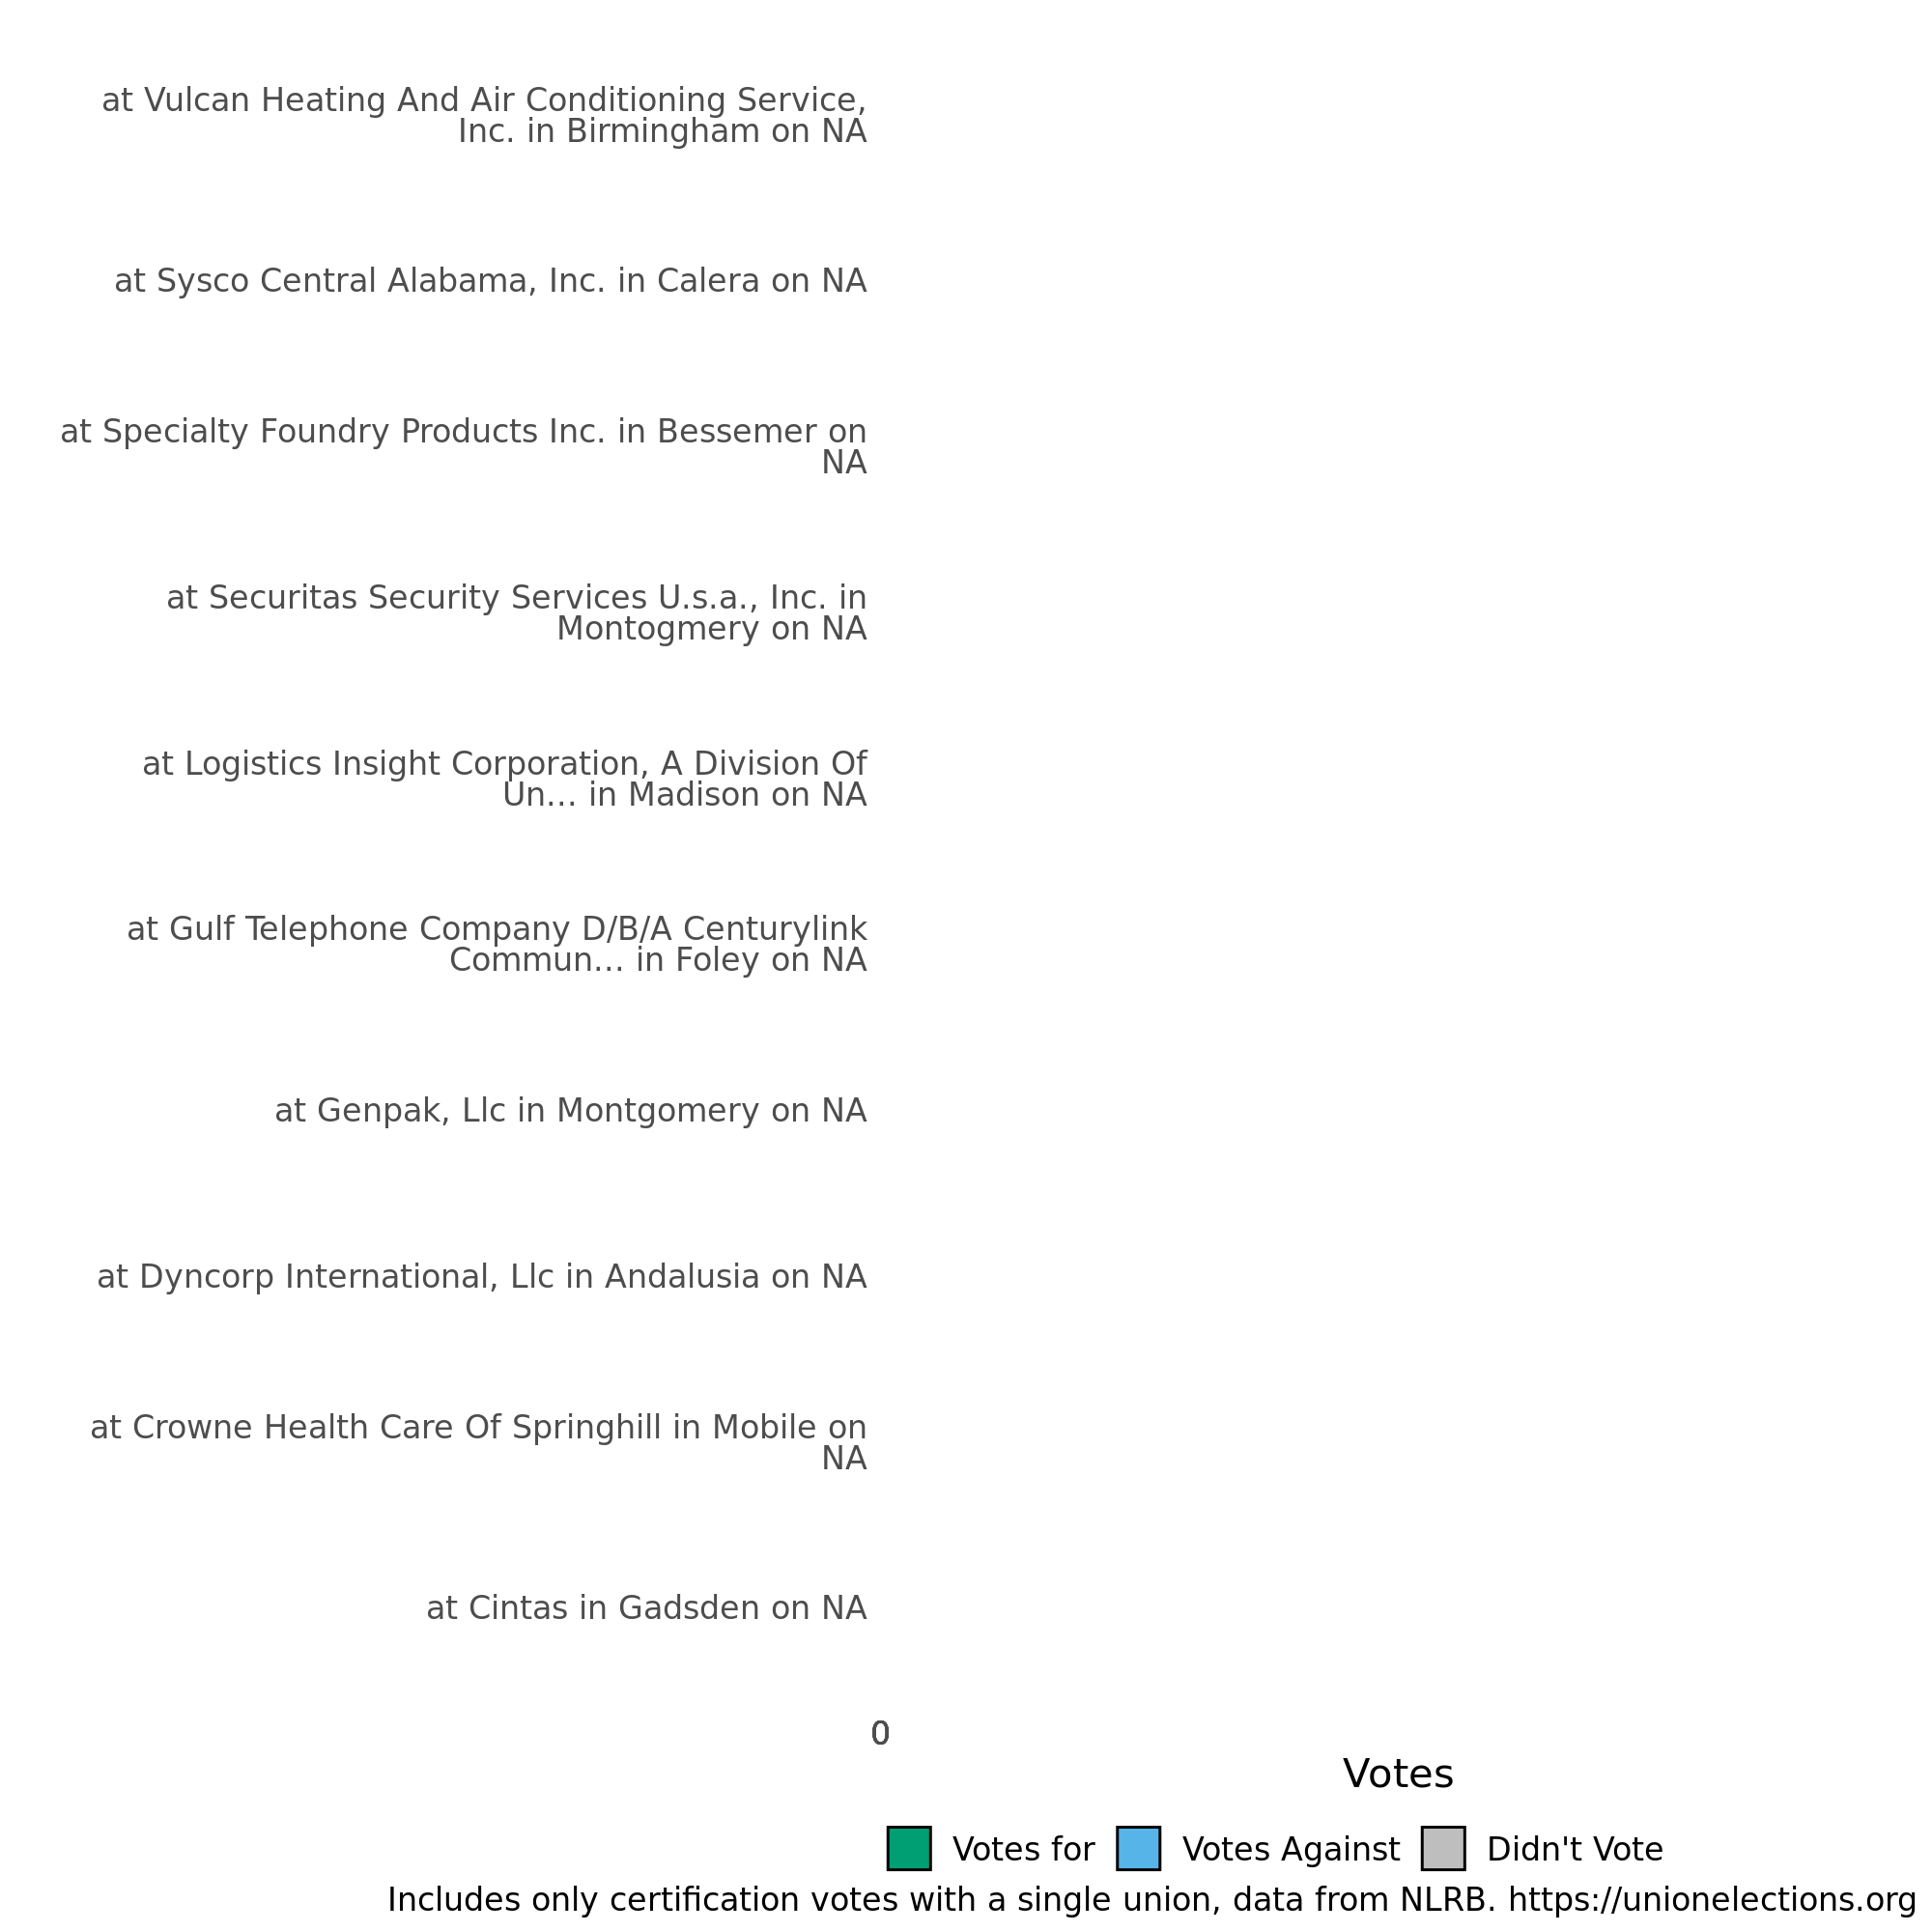 at Vulcan Heating And Air Conditioning Service,
Inc. in Birmingham on NA
at Sysco Central Alabama, Inc. in Calera on NA
at Specialty Foundry Products Inc. in Bessemer on
NA
at Securitas Security Services U.s.a., Inc. in
Montogmery on NA
at Logistics Insight Corporation, A Division Of
Un... in Madison on NA
at Gulf Telephone Company D/B/A Centurylink
Commun... in Foley on NA
at Genpak, Llc in Montgomery on NA
at Dyncorp International, Llc in Andalusia on NA
at Crowne Health Care Of Springhill in Mobile on
NA
at Cintas in Gadsden on NA
0
Votes
Votes for Votes Against Didn't Vote
Includes only certification votes with a single union, data from NLRB. https://unionelections.org